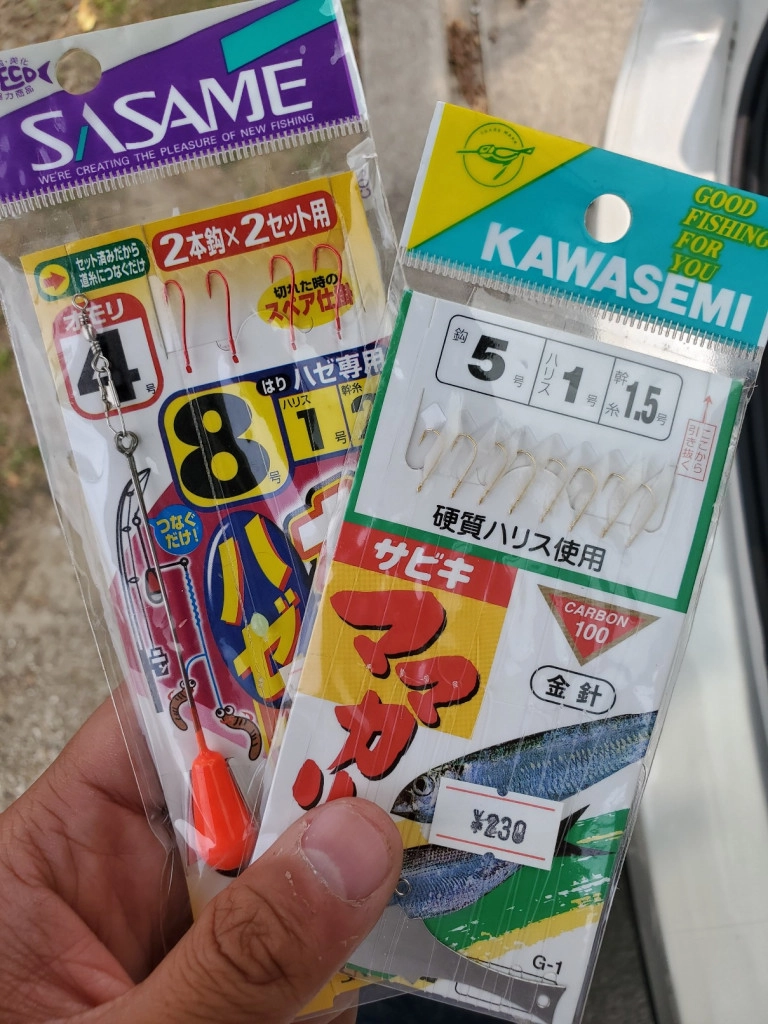 ECO
SASAME
WE'RE CREATING THE PLEASURE OF NEW FISHING
セット済みだから
道糸につなぐだけ
2本鈎×2セット用
切れた時の
スペア仕掛
オモリ
4号
はり ハゼ専用
8号
ハリス
1号
幹糸
つなぐ
だけ!
ハゼ
GOOD
FISHING
FOR
YOU
KAWASEMI
鈎 5号
ハリス 1号
幹糸 1.5号
ここから
引き抜く
硬質ハリス使用
サビキ
ママカリ
CARBON
100
金針
¥230
G-1